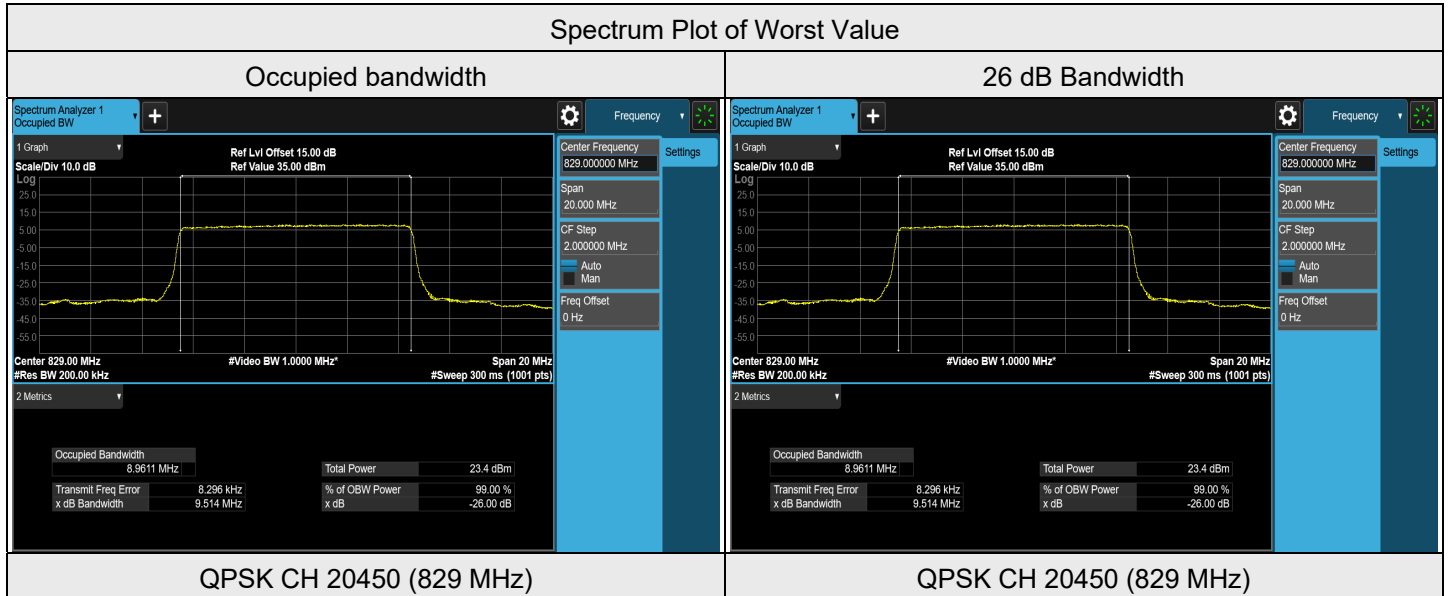 Spectrum Plot of Worst Value
Occupied bandwidth
26 dB Bandwidth
Spectrum Analyzer 1
Occupied BW
+
Frequency
1 Graph
Scale/Div 10.0 dB
Ref Lvl Offset 15.00 dB
Ref Value 35.00 dBm
Log
25.0
15.0
5.00
-5.00
-15.0
-25.0
-35.0
-45.0
-55.0
Center 829.00 MHz
#Video BW 1.0000 MHz*
Span 20 MHz
#Res BW 200.00 kHz
#Sweep 300 ms (1001 pts)
Center Frequency
829.000000 MHz
Settings
Span
20.000 MHz
CF Step
2.000000 MHz
Auto
Man
Freq Offset
0 Hz
2 Metrics
Occupied Bandwidth
8.9611 MHz
Total Power 23.4 dBm
Transmit Freq Error 8.296 kHz
% of OBW Power 99.00 %
x dB Bandwidth 9.514 MHz
x dB -26.00 dB
QPSK CH 20450 (829 MHz)
Spectrum Analyzer 1
Occupied BW
+
Frequency
1 Graph
Scale/Div 10.0 dB
Ref Lvl Offset 15.00 dB
Ref Value 35.00 dBm
Log
25.0
15.0
5.00
-5.00
-15.0
-25.0
-35.0
-45.0
-55.0
Center 829.00 MHz
#Video BW 1.0000 MHz*
Span 20 MHz
#Res BW 200.00 kHz
#Sweep 300 ms (1001 pts)
Center Frequency
829.000000 MHz
Settings
Span
20.000 MHz
CF Step
2.000000 MHz
Auto
Man
Freq Offset
0 Hz
2 Metrics
Occupied Bandwidth
8.9611 MHz
Total Power 23.4 dBm
Transmit Freq Error 8.296 kHz
% of OBW Power 99.00 %
x dB Bandwidth 9.514 MHz
x dB -26.00 dB
QPSK CH 20450 (829 MHz)